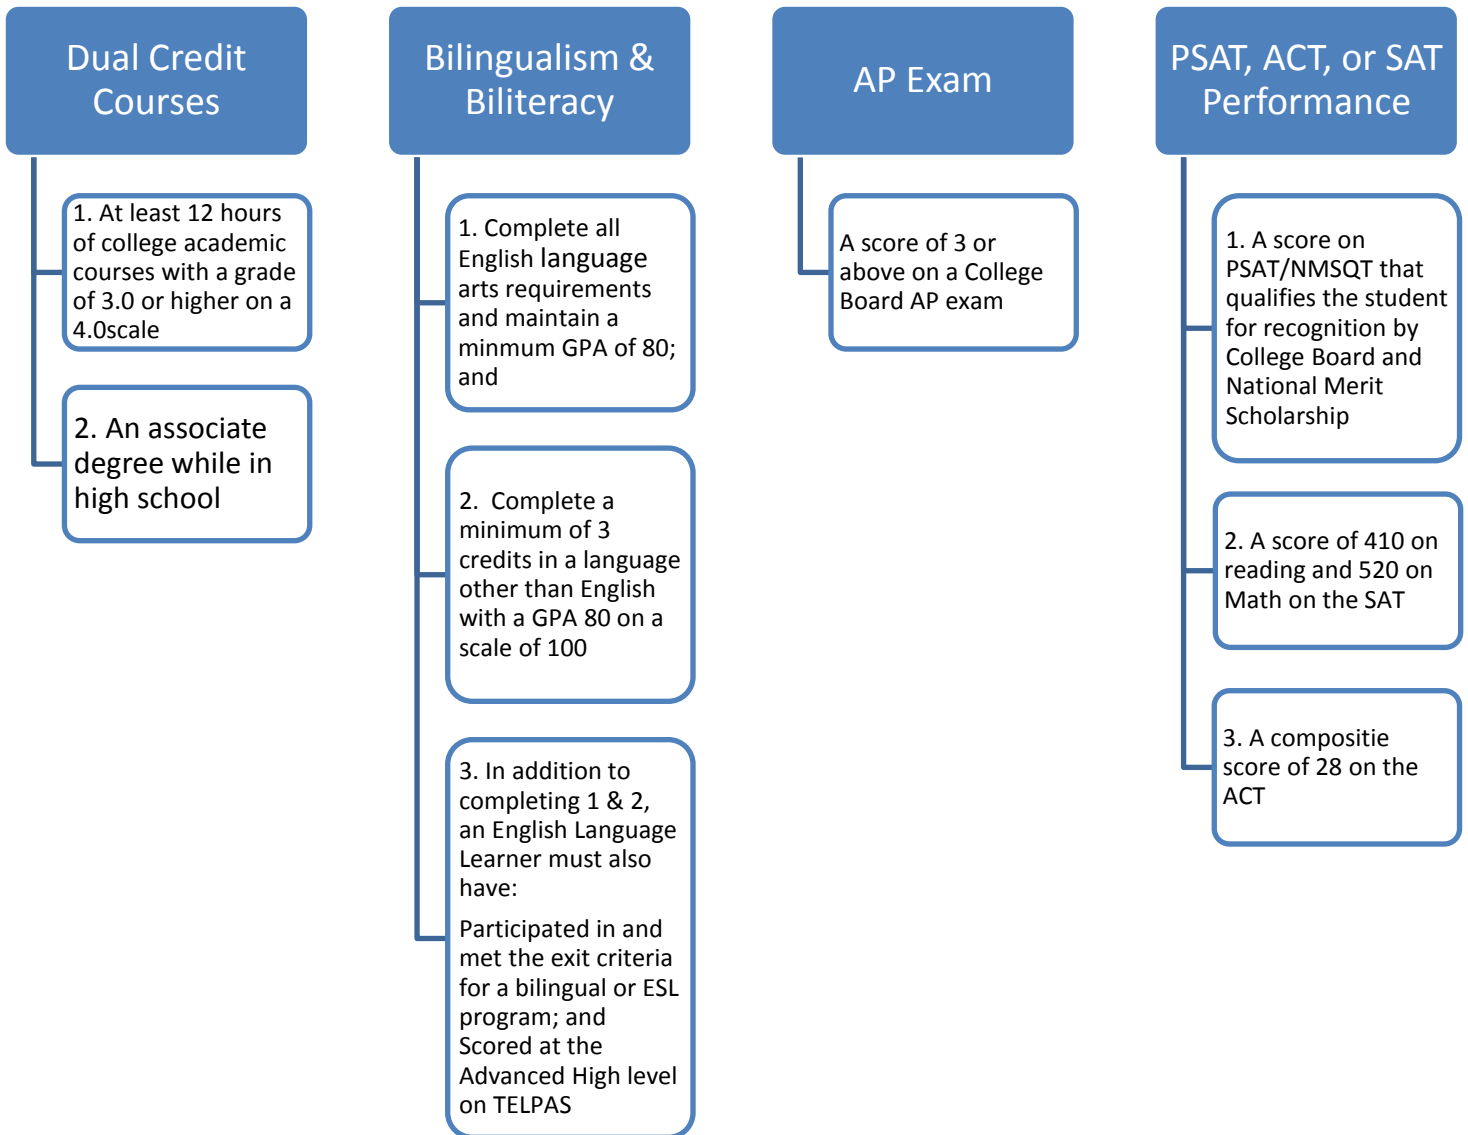 Dual Credit
Courses
1. At least 12 hours
of college academic
courses with a grade
of 3.0 or higher on a
4.0scale
2. An associate
degree while in
high school
Bilingualism &
Biliteracy
1. Complete all
English language
arts requirements
and maintain a
minmum GPA of 80;
and
2.  Complete a
minimum of 3
credits in a language
other than English
with a GPA 80 on a
scale of 100
3. In addition to
completing 1 & 2,
an English Language
Learner must also
have:
Participated in and
met the exit criteria
for a bilingual or ESL
program; and
Scored at the
Advanced High level
on TELPAS
AP Exam
A score of 3 or
above on a College
Board AP exam
PSAT, ACT, or SAT
Performance
1. A score on
PSAT/NMSQT that
qualifies the student
for recognition by
College Board and
National Merit
Scholarship
2. A score of 410 on
reading and 520 on
Math on the SAT
3. A compositie
score of 28 on the
ACT